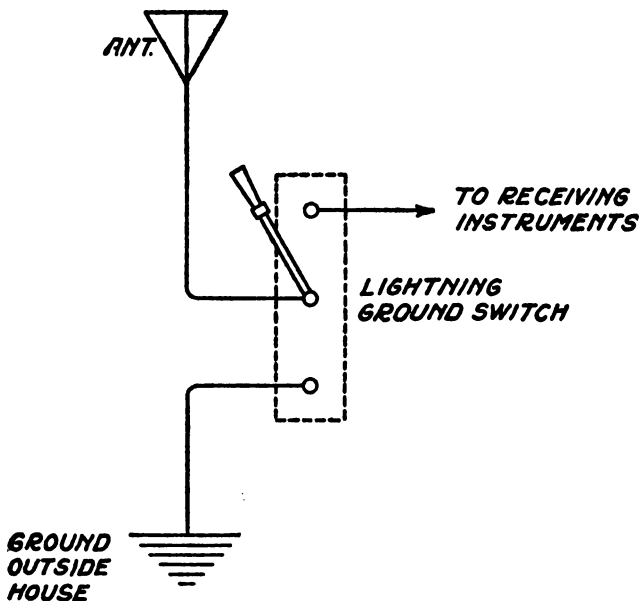 ANT.
TO RECEIVING
INSTRUMENTS
LIGHTNING
GROUND SWITCH
GROUND
OUTSIDE
HOUSE